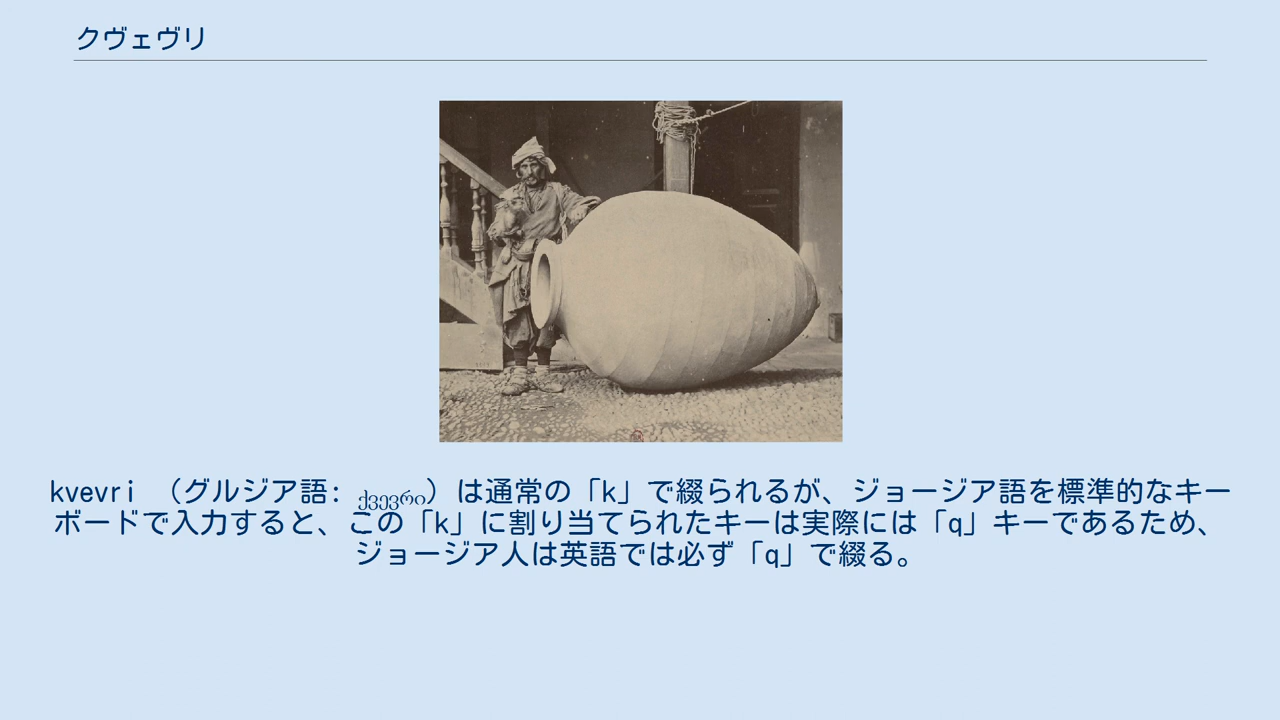 クヴェヴリ
kvevri （グルジア語: ქვევრი）は通常の「k」で綴られるが、ジョージア語を標準的なキー
ボードで入力すると、この「k」に割り当てられたキーは実際には「q」キーであるため、
ジョージア人は英語では必ず「q」で綴る。